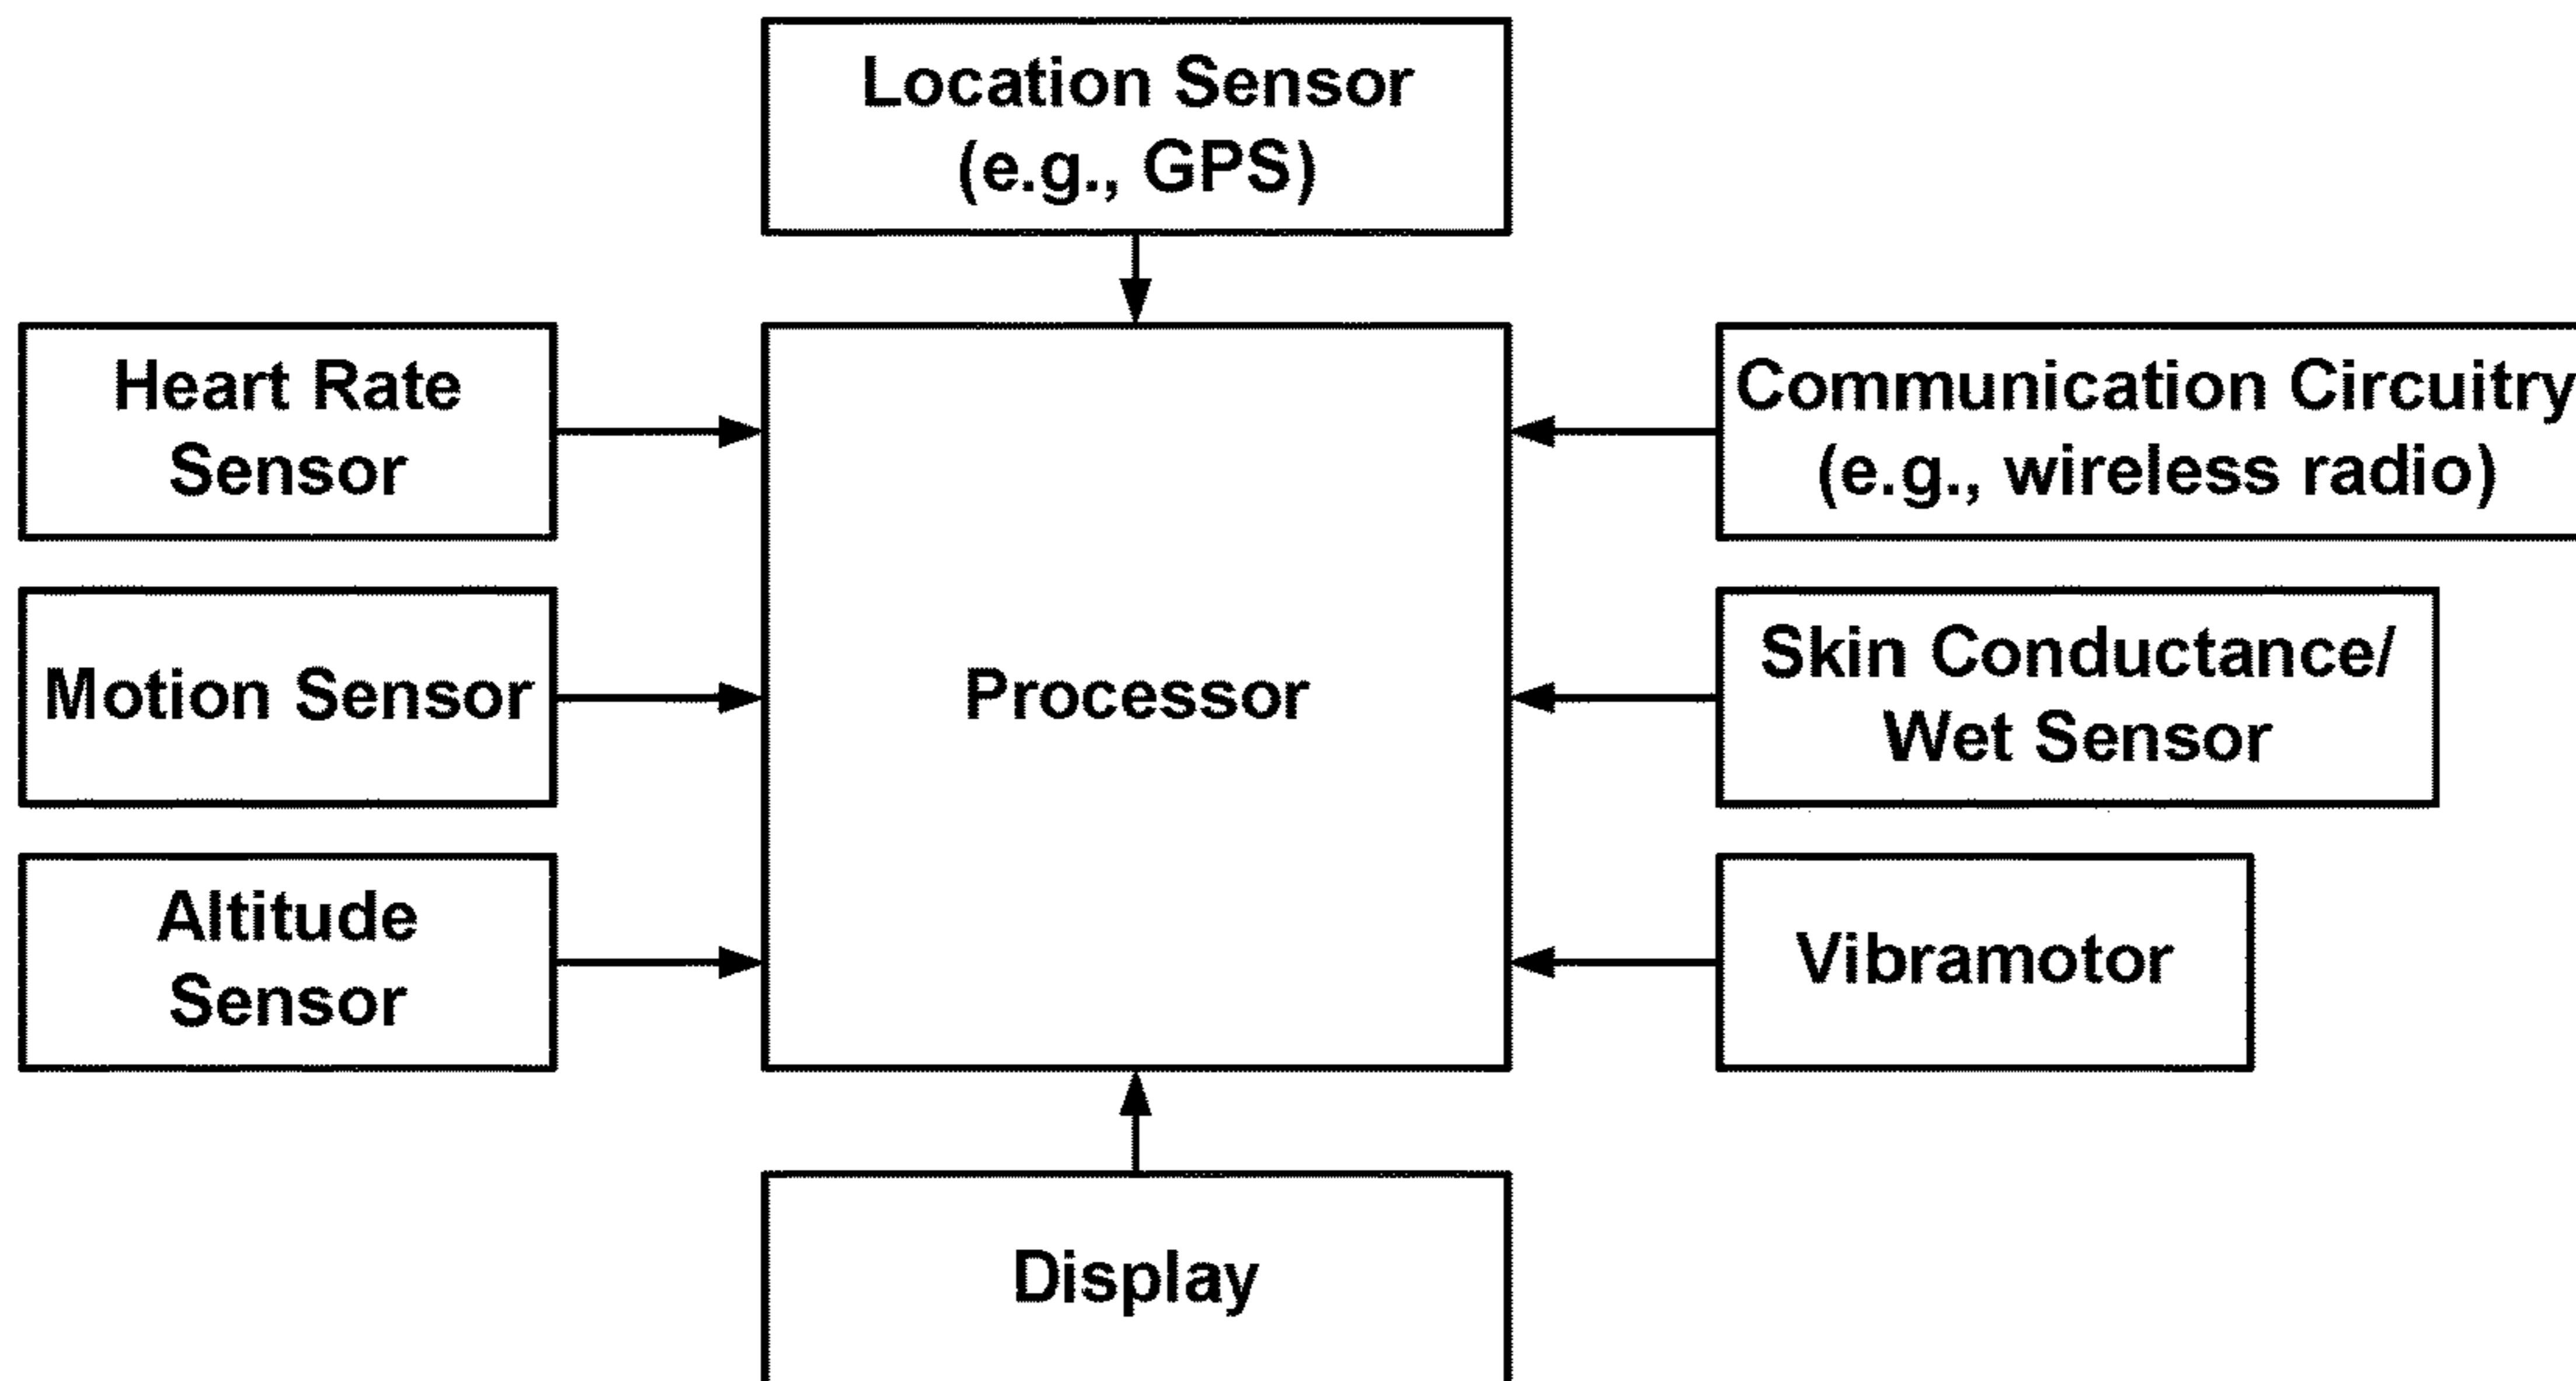 Location Sensor
(e.g., GPS)
Heart Rate
Sensor
Communication Circuitry
(e.g., wireless radio)
Motion Sensor
Processor
Skin Conductance/
Wet Sensor
Altitude
Sensor
Vibramotor
Display